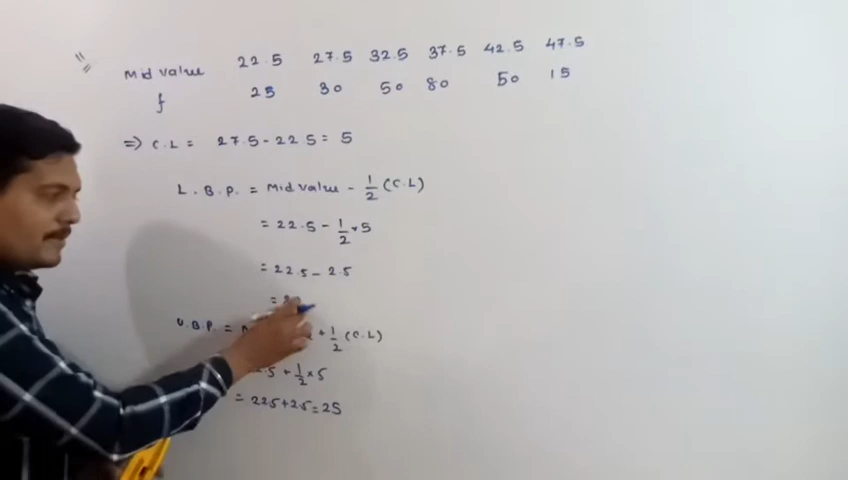 "
Mid value 22.5 27.5 32.5 37.5 42.5 47.5
f 25 30 50 80 50 15
=> C.L = 27.5 - 22.5 = 5
L.B.P. = Mid value - 1/2 (C.L)
= 22.5 - 1/2 × 5
= 22.5 - 2.5
=
U.B.P. = + 1/2 (C.L)
+ 1/2 × 5
= 22.5 + 2.5 = 25